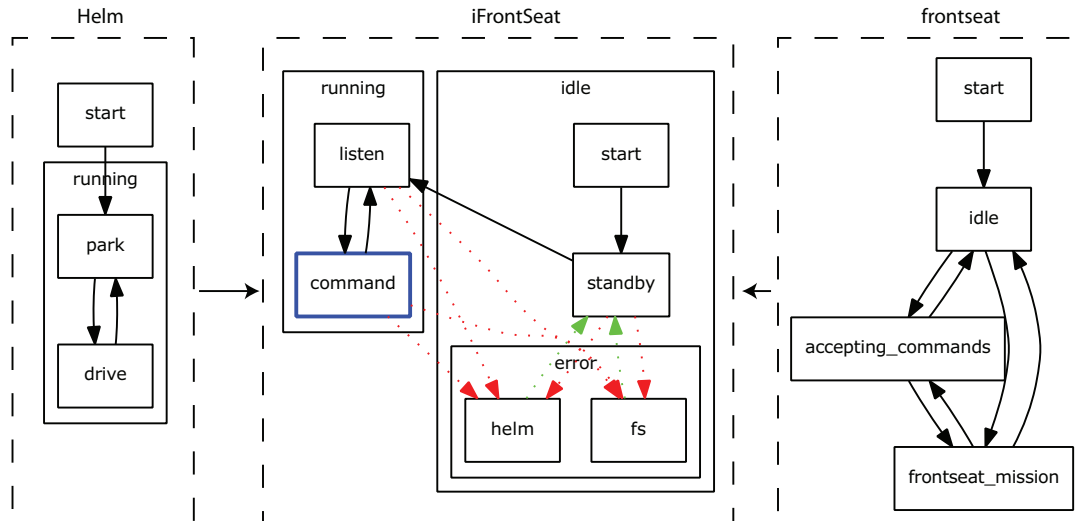 Helm
start
running
park
drive
iFrontSeat
running
listen
command
idle
start
standby
error
helm
fs
frontseat
start
idle
accepting_commands
frontseat_mission